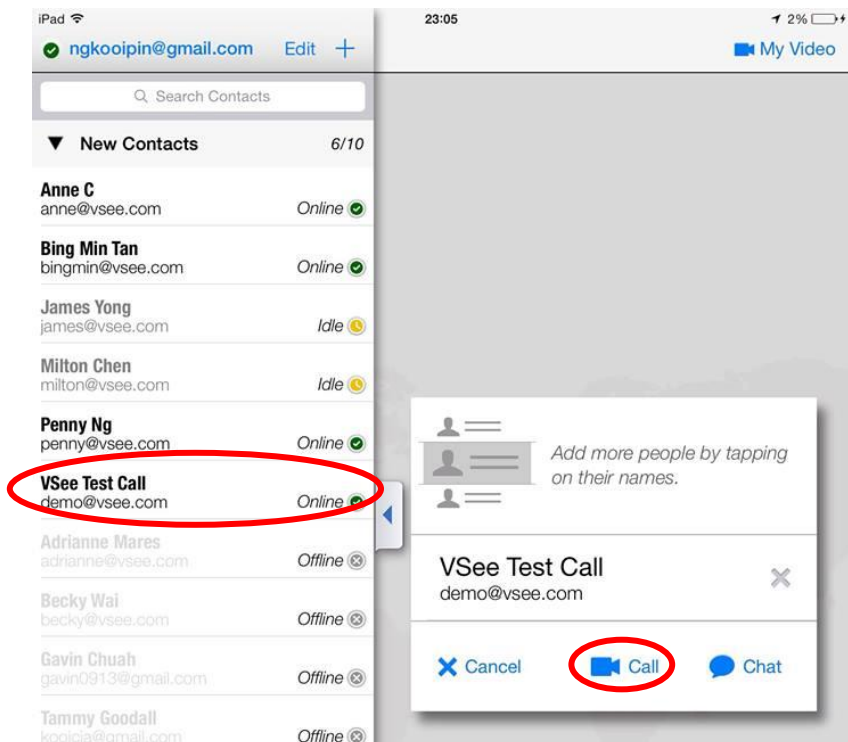 iPad 23:05 2%
ngkooipin@gmail.com Edit + My Video
Search Contacts
New Contacts 6/10
Anne C
anne@vsee.com Online
Bing Min Tan
bingmin@vsee.com Online
James Yong
james@vsee.com Idle
Milton Chen
milton@vsee.com Idle
Penny Ng
penny@vsee.com Online
VSee Test Call
demo@vsee.com Online
Adrianne Mares
adrianne@vsee.com Offline
Becky Wai
becky@vsee.com Offline
Gavin Chuah
gavin0913@gmail.com Offline
Tammy Goodall
kooicia@gmail.com Offline
Add more people by tapping
on their names.
VSee Test Call
demo@vsee.com
Cancel Call Chat